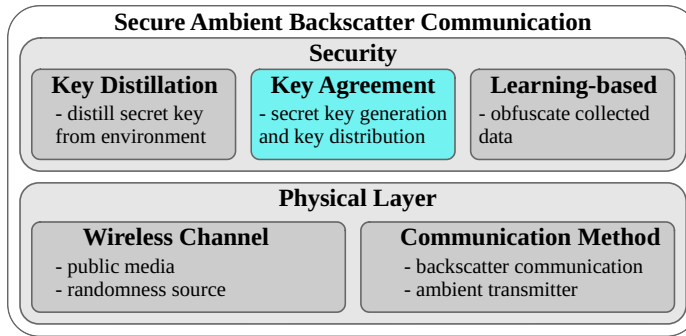 Secure Ambient Backscatter Communication
Security
Key Distillation
- distill secret key
from environment
Key Agreement
- secret key generation
and key distribution
Learning-based
- obfuscate collected
data
Physical Layer
Wireless Channel
- public media
- randomness source
Communication Method
- backscatter communication
- ambient transmitter